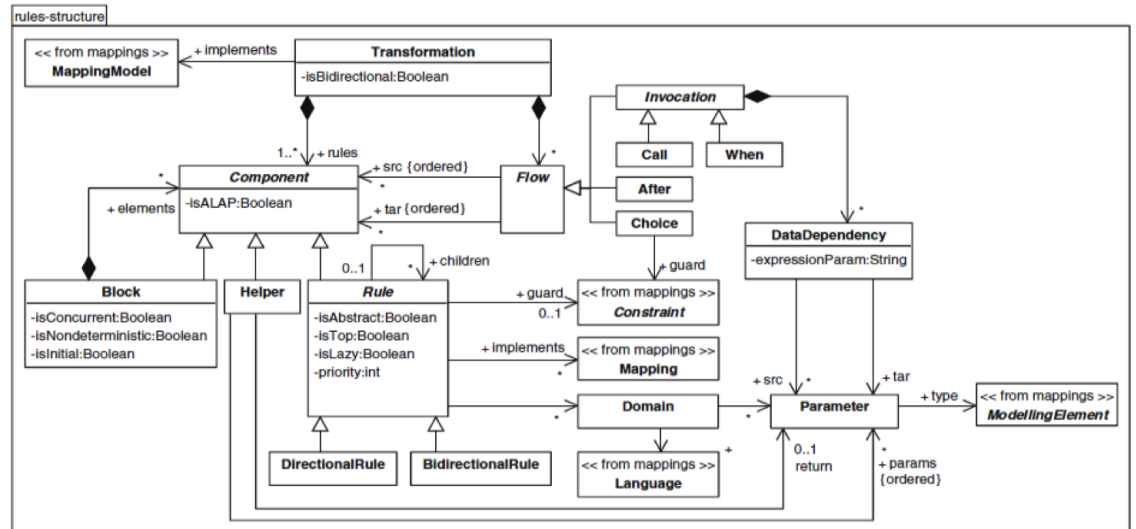 rules-structure
<< from mappings >>
MappingModel
+ implements
Transformation
-isBidirectional:Boolean
Invocation
Call
When
1..*
+ rules
*
+ src {ordered}
*
Flow
Component
-isALAP:Boolean
*
+ elements
+ tar {ordered}
*
After
Choice
*
DataDependency
-expressionParam:String
Block
-isConcurrent:Boolean
-isNondeterministic:Boolean
-isInitial:Boolean
Helper
0..1
*
+ children
Rule
-isAbstract:Boolean
-isTop:Boolean
-isLazy:Boolean
-priority:int
+ guard
0..1
+ guard
<< from mappings >>
Constraint
+ implements
*
<< from mappings >>
Mapping
*
Domain
*
+ src
*
+ tar
Parameter
+ type
<< from mappings >>
ModellingElement
DirectionalRule
BidirectionalRule
+
<< from mappings >>
Language
0..1
return
*
+ params
{ordered}